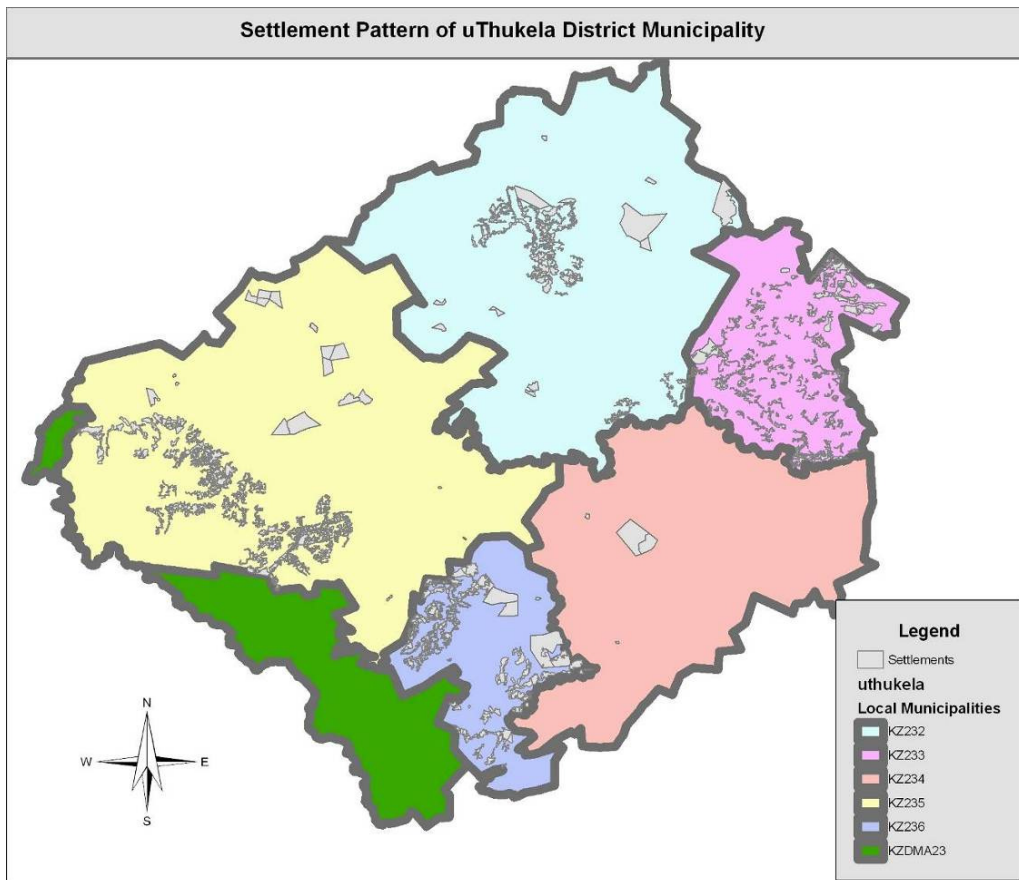 Settlement Pattern of uThukela District Municipality
N
W
E
S
Legend
Settlements
uthukela
Local Municipalities
KZ232
KZ233
KZ234
KZ235
KZ236
KZDMA23